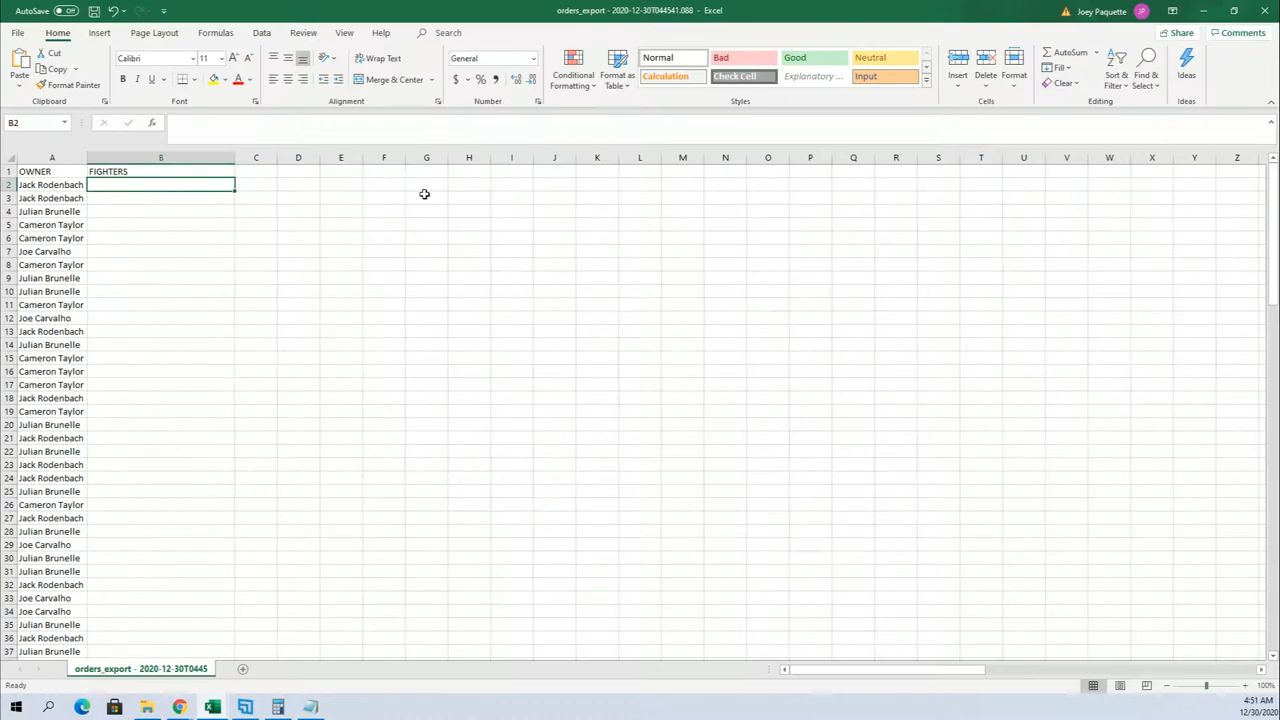 AutoSave Off
orders_export - 2020-12-30T044541.088 - Excel
Joey Paquette JP
File Home Insert Page Layout Formulas Data Review View Help Search Share Comments
Paste
Cut
Copy
Format Painter
Clipboard
Calibri 11
B I U
Font
Wrap Text
Merge & Center
Alignment
General
$ % ,
Number
Conditional Formatting
Format as Table
Normal Bad Good Neutral
Calculation Check Cell Explanatory ... Input
Styles
Insert Delete Format
Cells
AutoSum
Fill
Clear
Sort & Filter
Find & Select
Editing
Ideas
Ideas
B2
fx
A B C D E F G H I J K L M N O P Q R S T U V W X Y Z
1 OWNER FIGHTERS
2 Jack Rodenbach
3 Jack Rodenbach
4 Julian Brunelle
5 Cameron Taylor
6 Cameron Taylor
7 Joe Carvalho
8 Cameron Taylor
9 Julian Brunelle
10 Julian Brunelle
11 Cameron Taylor
12 Joe Carvalho
13 Jack Rodenbach
14 Julian Brunelle
15 Cameron Taylor
16 Cameron Taylor
17 Cameron Taylor
18 Jack Rodenbach
19 Cameron Taylor
20 Julian Brunelle
21 Jack Rodenbach
22 Julian Brunelle
23 Jack Rodenbach
24 Jack Rodenbach
25 Julian Brunelle
26 Cameron Taylor
27 Jack Rodenbach
28 Julian Brunelle
29 Joe Carvalho
30 Julian Brunelle
31 Julian Brunelle
32 Jack Rodenbach
33 Joe Carvalho
34 Joe Carvalho
35 Julian Brunelle
36 Jack Rodenbach
37 Julian Brunelle
orders_export - 2020-12-30T0445
Ready
100%
4:51 AM
12/30/2020